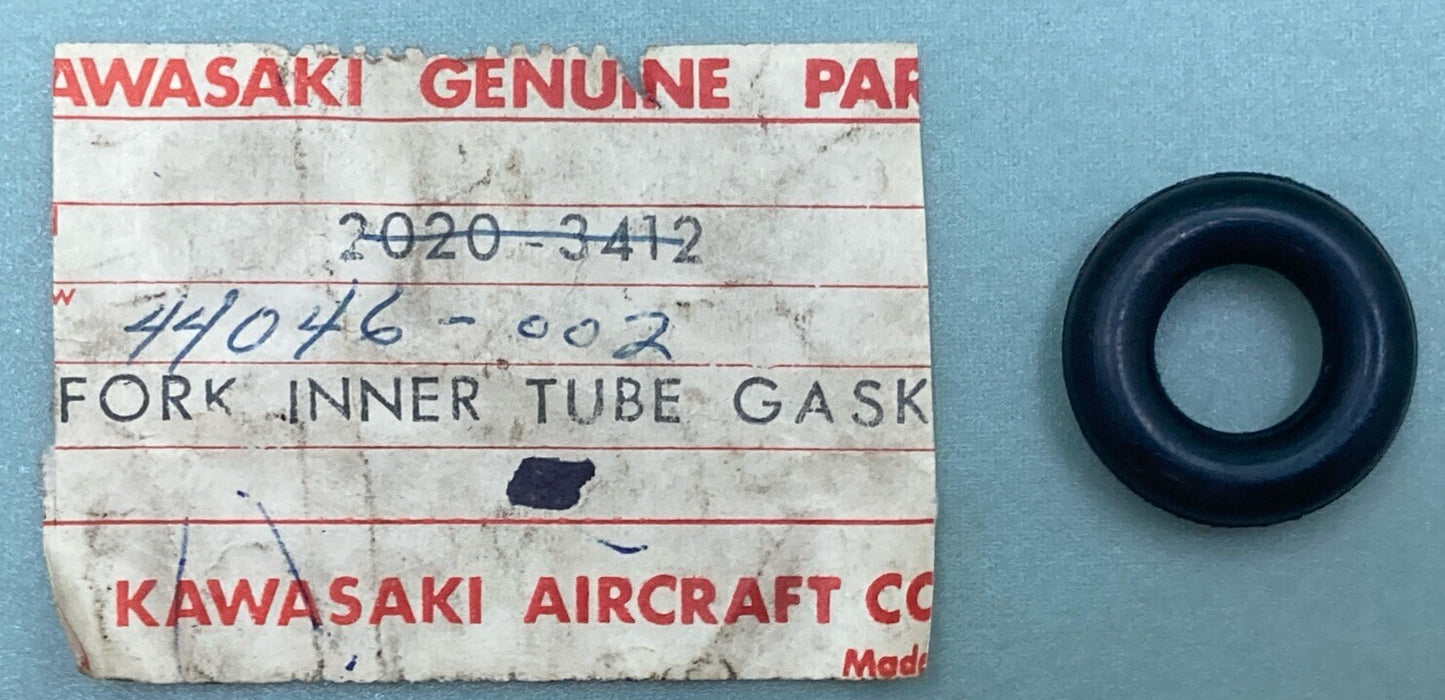 AWASAKI GENUINE PAR
2020-3412
W
44046-002
FORK INNER TUBE GASK
KAWASAKI AIRCRAFT CO
Made